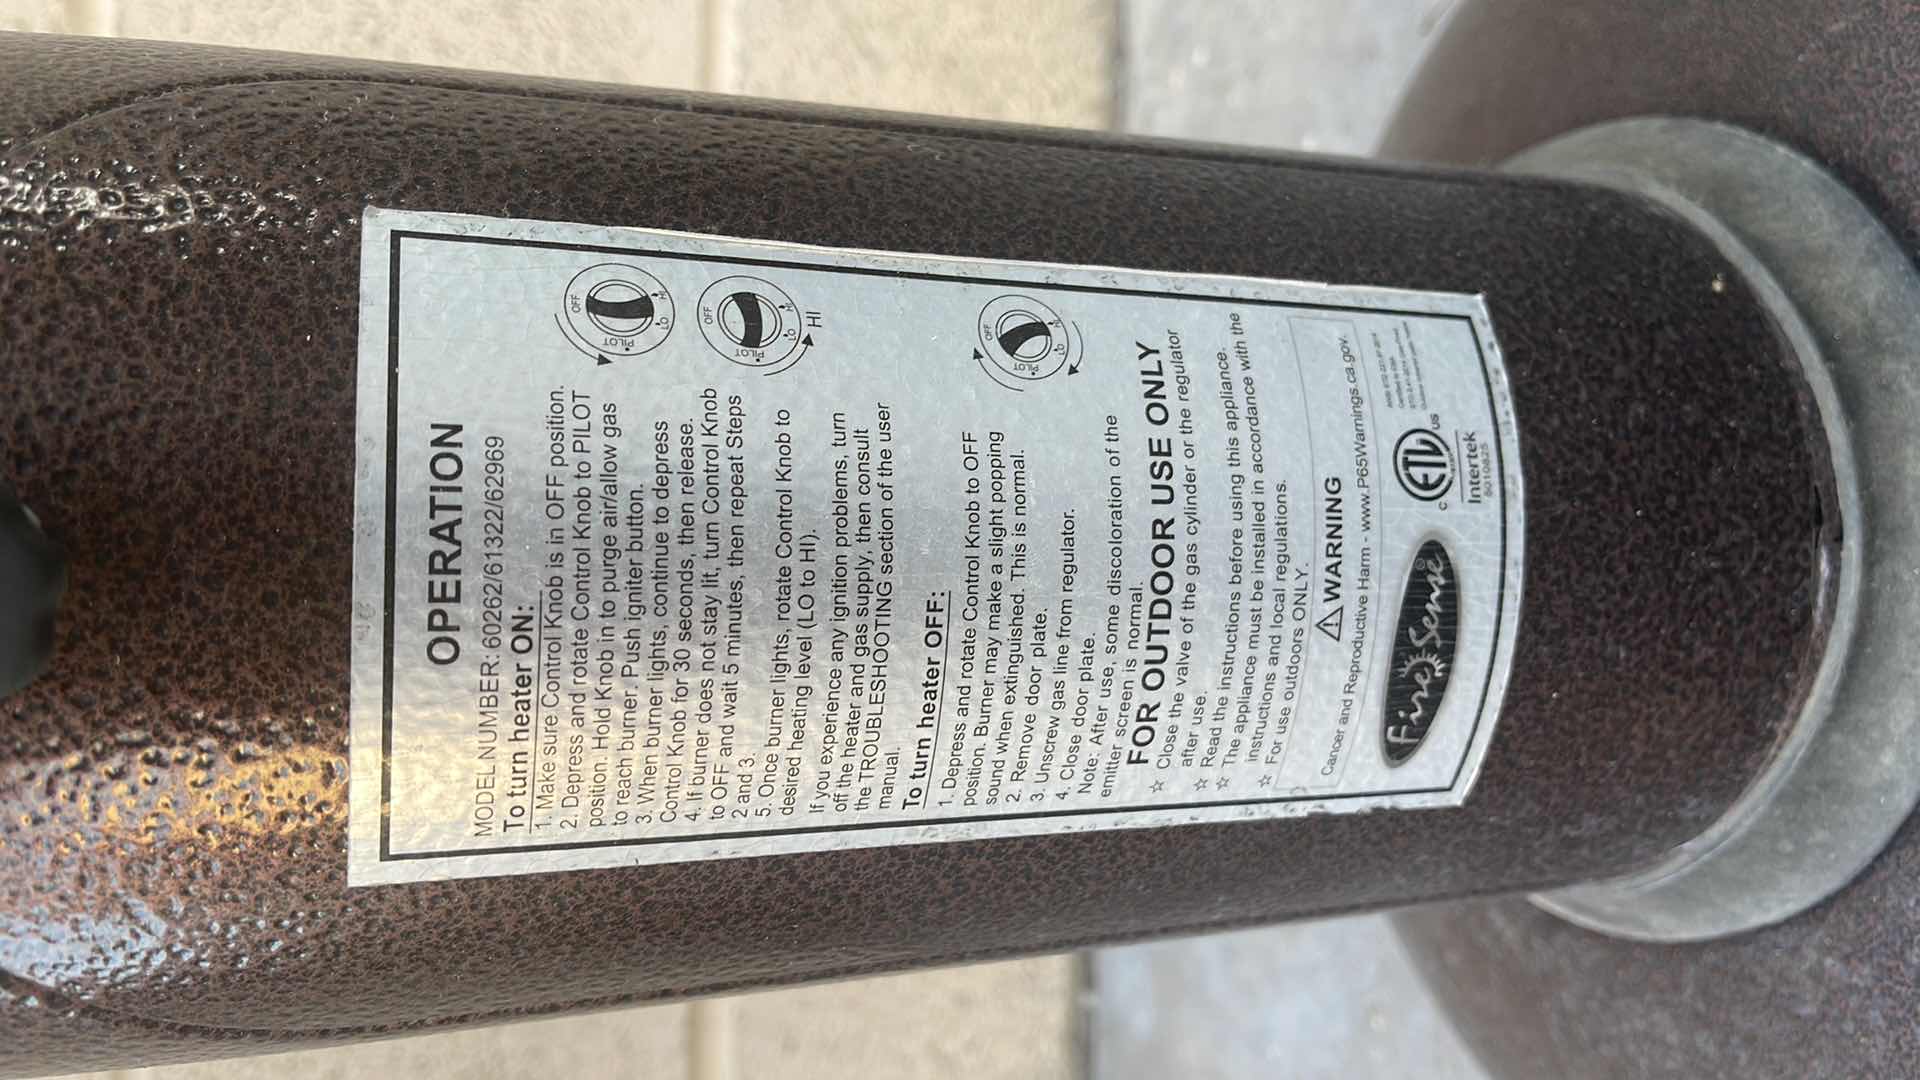 OPERATION
MODEL NUMBER: 60262/61322/62969
To turn heater ON:
1. Make sure Control Knob is in OFF position.
2. Depress and rotate Control Knob to PILOT
position. Hold Knob in to purge air/allow gas
to reach burner. Push igniter button.
3. When burner lights, continue to depress
Control Knob for 30 seconds, then release.
4. If burner does not stay lit, turn Control Knob
to OFF and wait 5 minutes, then repeat Steps
2 and 3.
5. Once burner lights, rotate Control Knob to
desired heating level (LO to HI).
If you experience any ignition problems, turn
off the heater and gas supply, then consult
the TROUBLESHOOTING section of the user
manual.
OFF
PILOT
LO
HI
OFF
PILOT
LO
HI
HI
To turn heater OFF:
1. Depress and rotate Control Knob to OFF
position. Burner may make a slight popping
sound when extinguished. This is normal.
2. Remove door plate.
3. Unscrew gas line from regulator.
4. Close door plate.
Note: After use, some discoloration of the
emitter screen is normal.
OFF
PILOT
LO
HI
FOR OUTDOOR USE ONLY
☆ Close the valve of the gas cylinder or the regulator
after use.
☆ Read the instructions before using this appliance.
☆ The appliance must be installed in accordance with the
instructions and local regulations.
☆ For use outdoors ONLY.
⚠WARNING
Cancer and Reproductive Harm - www.P65Warnings.ca.gov.
Fire Sense®
c ETL us
Intertek